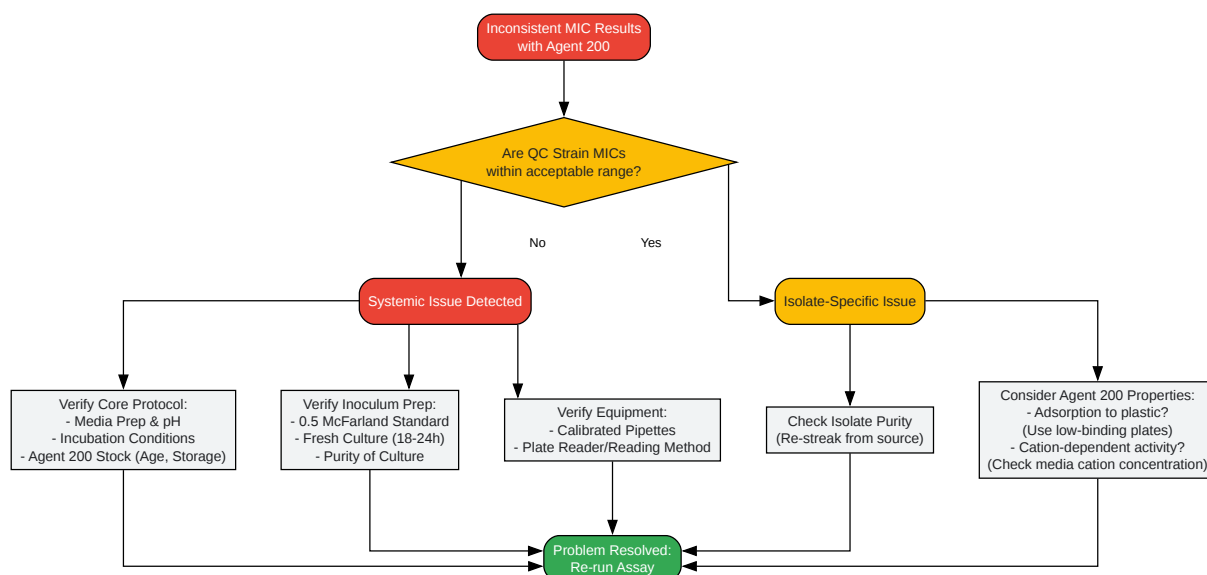 Inconsistent MIC Results
with Agent 200
Are QC Strain MICs
within acceptable range?
No
Yes
Systemic Issue Detected
Isolate-Specific Issue
Verify Core Protocol:
- Media Prep & pH
- Incubation Conditions
- Agent 200 Stock (Age, Storage)
Verify Inoculum Prep:
- 0.5 McFarland Standard
- Fresh Culture (18-24h)
- Purity of Culture
Verify Equipment:
- Calibrated Pipettes
- Plate Reader/Reading Method
Check Isolate Purity
(Re-streak from source)
Consider Agent 200 Properties:
- Adsorption to plastic?
(Use low-binding plates)
- Cation-dependent activity?
(Check media cation concentration)
Problem Resolved:
Re-run Assay